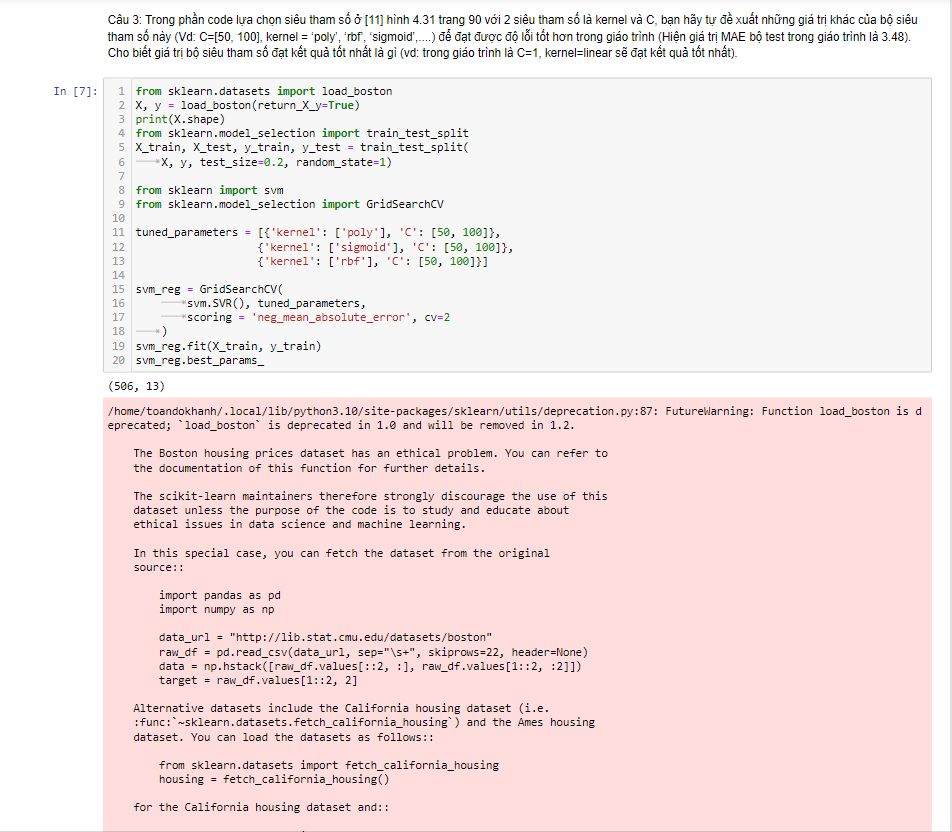 Câu 3: Trong phần code lựa chọn siêu tham số ở [11] hình 4.31 trang 90 với 2 siêu tham số là kernel và C, bạn hãy tự đề xuất những giá trị khác của bộ siêu
tham số này (Vd: C=[50, 100], kernel = 'poly', 'rbf', 'sigmoid',....) để đạt được độ lỗi tốt hơn trong giáo trình (Hiện giá trị MAE bộ test trong giáo trình là 3.48).
Cho biết giá trị bộ siêu tham số đạt kết quả tốt nhất là gì (vd: trong giáo trình là C=1, kernel=linear sẽ đạt kết quả tốt nhất).
In [7]:
1 from sklearn.datasets import load_boston
2 X, y = load_boston(return_X_y=True)
3 print(X.shape)
4 from sklearn.model_selection import train_test_split
5 X_train, X_test, y_train, y_test = train_test_split(
6 X, y, test_size=0.2, random_state=1)
7
8 from sklearn import svm
9 from sklearn.model_selection import GridSearchCV
10
11 tuned_parameters = [{'kernel': ['poly'], 'C': [50, 100]},
12 {'kernel': ['sigmoid'], 'C': [50, 100]},
13 {'kernel': ['rbf'], 'C': [50, 100]}]
14
15 svm_reg = GridSearchCV(
16 svm.SVR(), tuned_parameters,
17 scoring = 'neg_mean_absolute_error', cv=2
18 )
19 svm_reg.fit(X_train, y_train)
20 svm_reg.best_params_
(506, 13)
/home/toandokhanh/.local/lib/python3.10/site-packages/sklearn/utils/deprecation.py:87: FutureWarning: Function load_boston is d
eprecated; `load_boston` is deprecated in 1.0 and will be removed in 1.2.
The Boston housing prices dataset has an ethical problem. You can refer to
the documentation of this function for further details.
The scikit-learn maintainers therefore strongly discourage the use of this
dataset unless the purpose of the code is to study and educate about
ethical issues in data science and machine learning.
In this special case, you can fetch the dataset from the original
source::
import pandas as pd
import numpy as np
data_url = "http://lib.stat.cmu.edu/datasets/boston"
raw_df = pd.read_csv(data_url, sep="\s+", skiprows=22, header=None)
data = np.hstack([raw_df.values[::2, :], raw_df.values[1::2, :2]])
target = raw_df.values[1::2, 2]
Alternative datasets include the California housing dataset (i.e.
:func:`~sklearn.datasets.fetch_california_housing`) and the Ames housing
dataset. You can load the datasets as follows::
from sklearn.datasets import fetch_california_housing
housing = fetch_california_housing()
for the California housing dataset and::